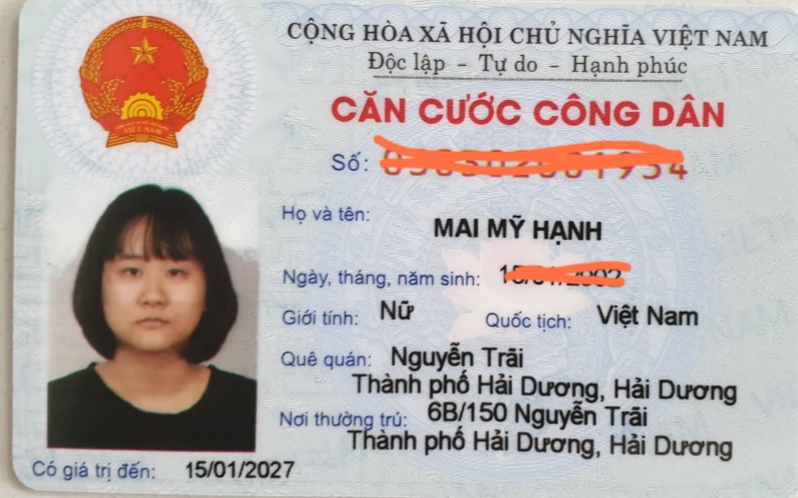 CỘNG HÒA XÃ HỘI CHỦ NGHĨA VIỆT NAM
Độc lập - Tự do - Hạnh phúc
CĂN CƯỚC CÔNG DÂN
Số:
Họ và tên:
MAI MỸ HẠNH
Ngày, tháng, năm sinh:
Giới tính: Nữ Quốc tịch: Việt Nam
Quê quán: Nguyễn Trãi
Thành phố Hải Dương, Hải Dương
Nơi thường trú: 6B/150 Nguyễn Trãi
Thành phố Hải Dương, Hải Dương
Có giá trị đến: 15/01/2027